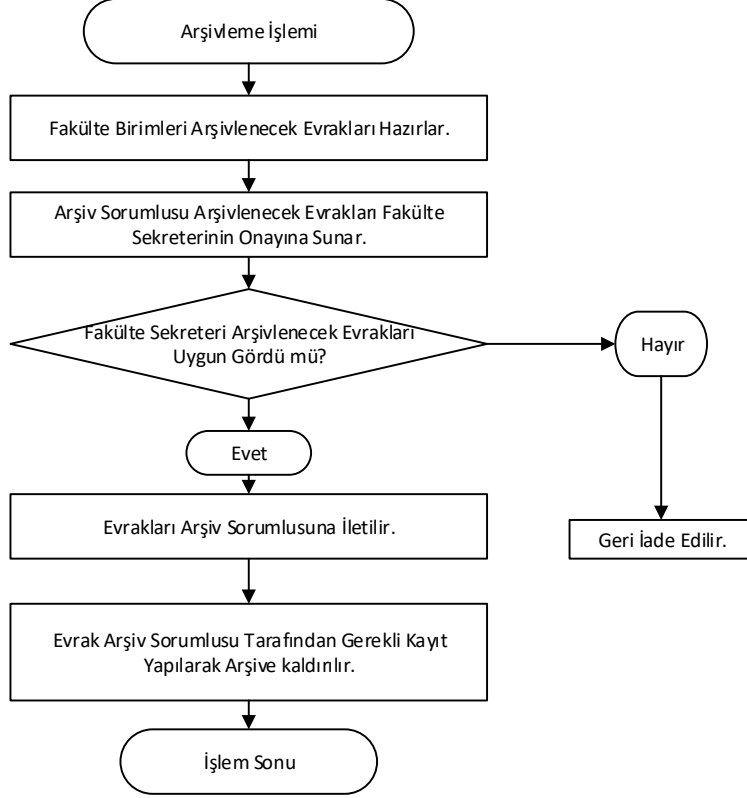 Arşivleme İşlemi
Fakülte Birimleri Arşivlenecek Evrakları Hazırlar.
Arşiv Sorumlusu Arşivlenecek Evrakları Fakülte
Sekreterinin Onayına Sunar.
Fakülte Sekreteri Arşivlenecek Evrakları
Uygun Gördü mü?
Hayır
Evet
Evrakları Arşiv Sorumlusuna İletilir.
Geri İade Edilir.
Evrak Arşiv Sorumlusu Tarafından Gerekli Kayıt
Yapılarak Arşive kaldırılır.
İşlem Sonu